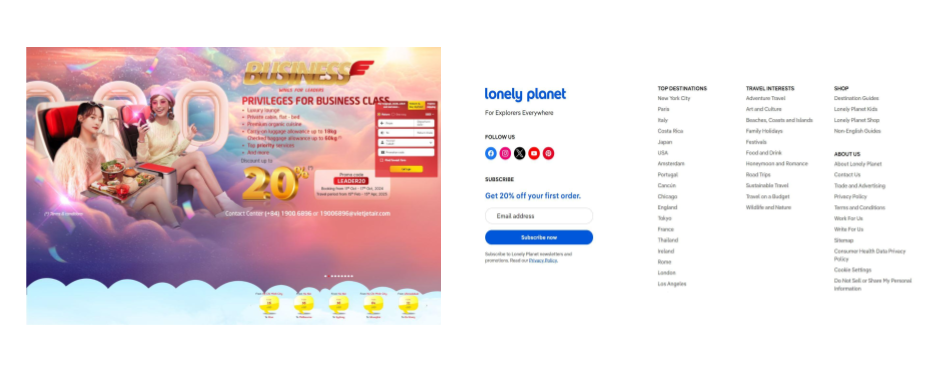 BUSINESS
MADE FOR LEADERS
PRIVILEGES FOR BUSINESS CLASS
• Luxury lounge
• Private cabin, flat - bed
• Premium organic cuisine
• Carry-on luggage allowance up to 18kg
Checked baggage allowance up to 60kg
• Top priority services
• And more
Discount up to
20%
Promo code
LEADER20
Contact Center (+84) 1900 6896 or 19006896@vietjetair.com
lonely planet
For Explorers Everywhere
FOLLOW US
SUBSCRIBE
Get 20% off your first order.
Email address
Subscribe now
Subscribe to Lonely Planet newsletters and
promotions. Read our Privacy Policy.
TOP DESTINATIONS
New York City
Paris
Italy
Costa Rica
Japan
USA
Amsterdam
Portugal
Cancún
Chicago
England
Tokyo
France
Thailand
Ireland
Rome
London
Los Angeles
TRAVEL INTERESTS
Adventure Travel
Art and Culture
Beaches, Coasts and Islands
Family Holidays
Festivals
Food and Drink
Honeymoon and Romance
Road Trips
Sustainable Travel
Travel on a Budget
Wildlife and Nature
SHOP
Destination Guides
Lonely Planet Kids
Lonely Planet Shop
Non-English Guides
ABOUT US
About Lonely Planet
Contact Us
Trade and Advertising
Privacy Policy
Terms and Conditions
Work For Us
Write For Us
Sitemap
Consumer Health Data Privacy
Policy
Cookie Settings
Do Not Sell or Share My Personal
Information